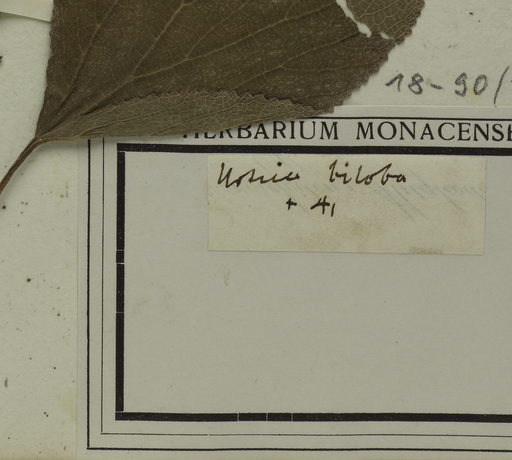 18-90/
HERBARIUM MONACENSE
Urtica biloba
+ 41